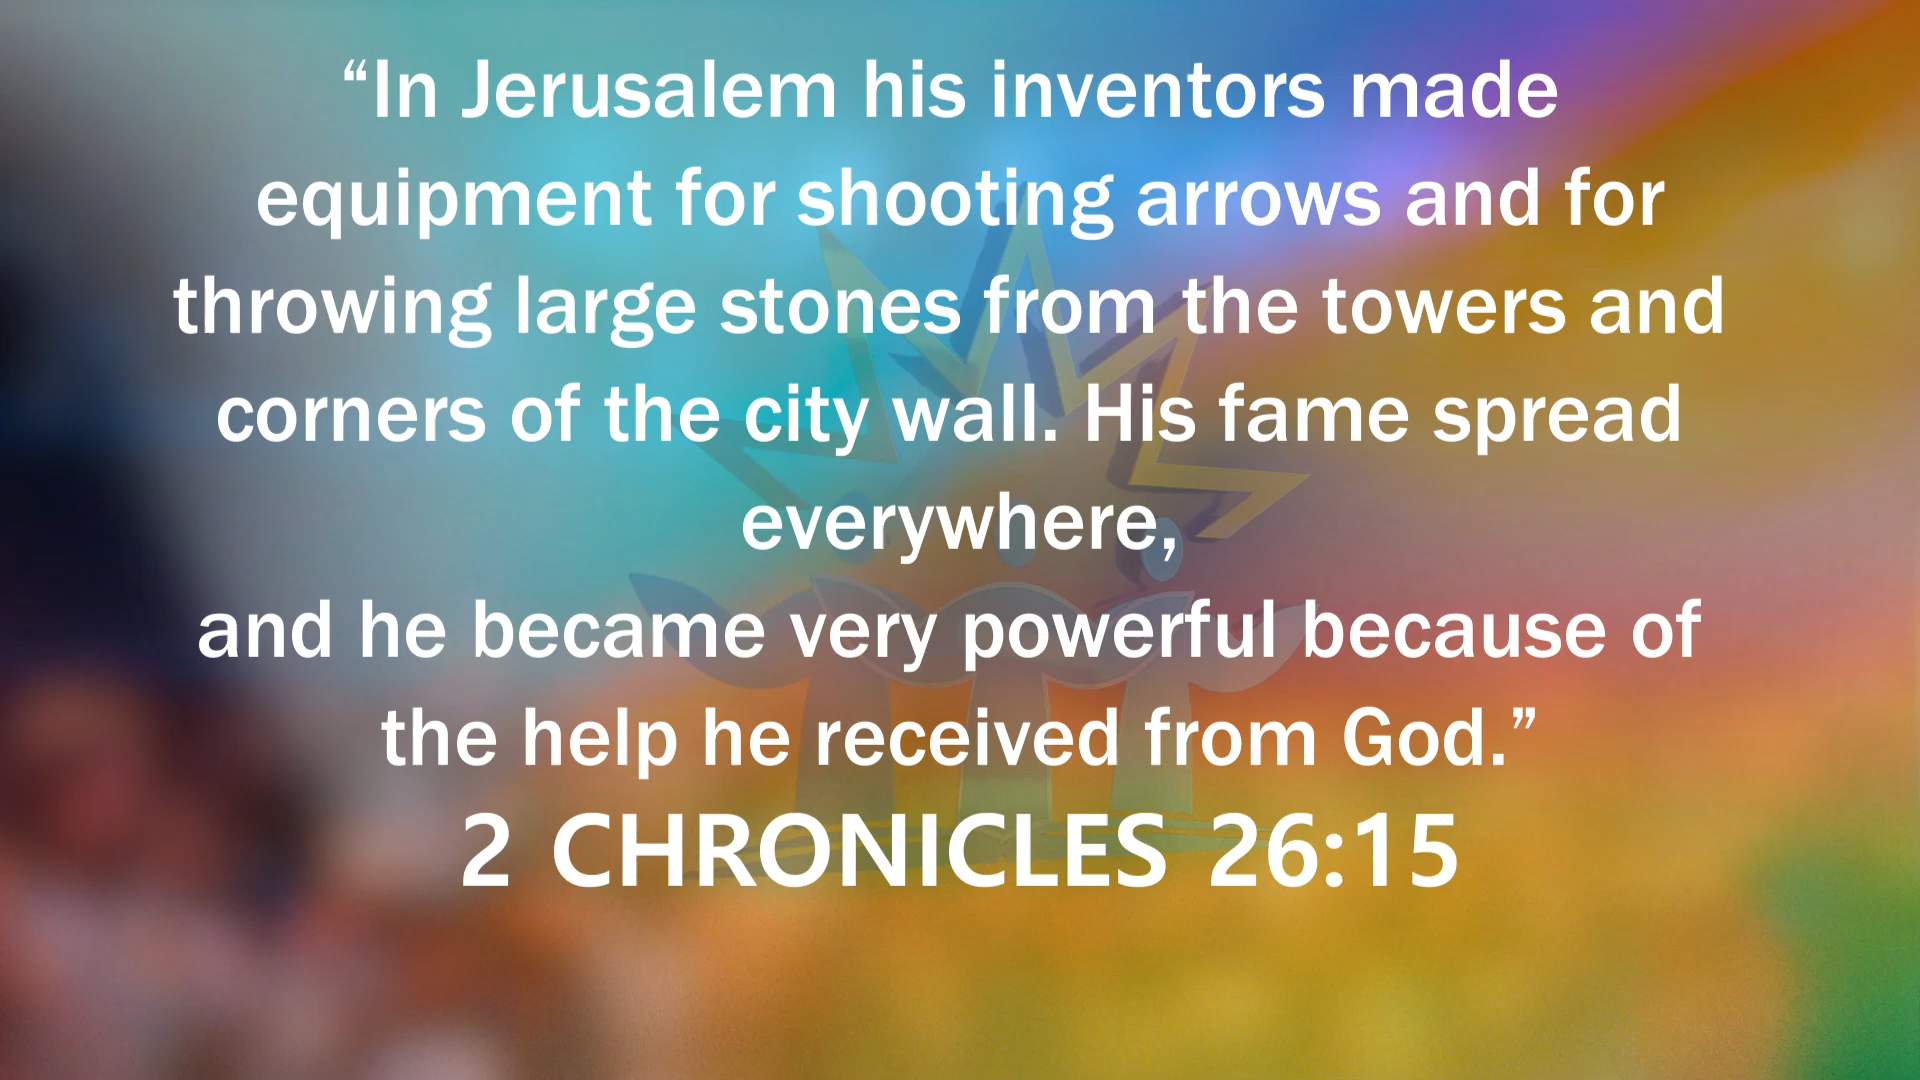 “In Jerusalem his inventors made
equipment for shooting arrows and for
throwing large stones from the towers and
corners of the city wall. His fame spread
everywhere,
and he became very powerful because of
the help he received from God.”
2 CHRONICLES 26:15